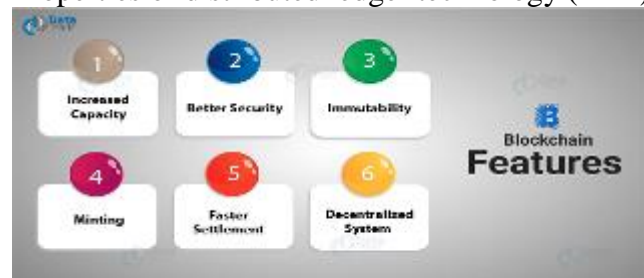 1
Increased
Capacity
2
Better Security
3
Immutability
B
Blockchain
Features
4
Minting
5
Faster
Settlement
6
Decentralized
System